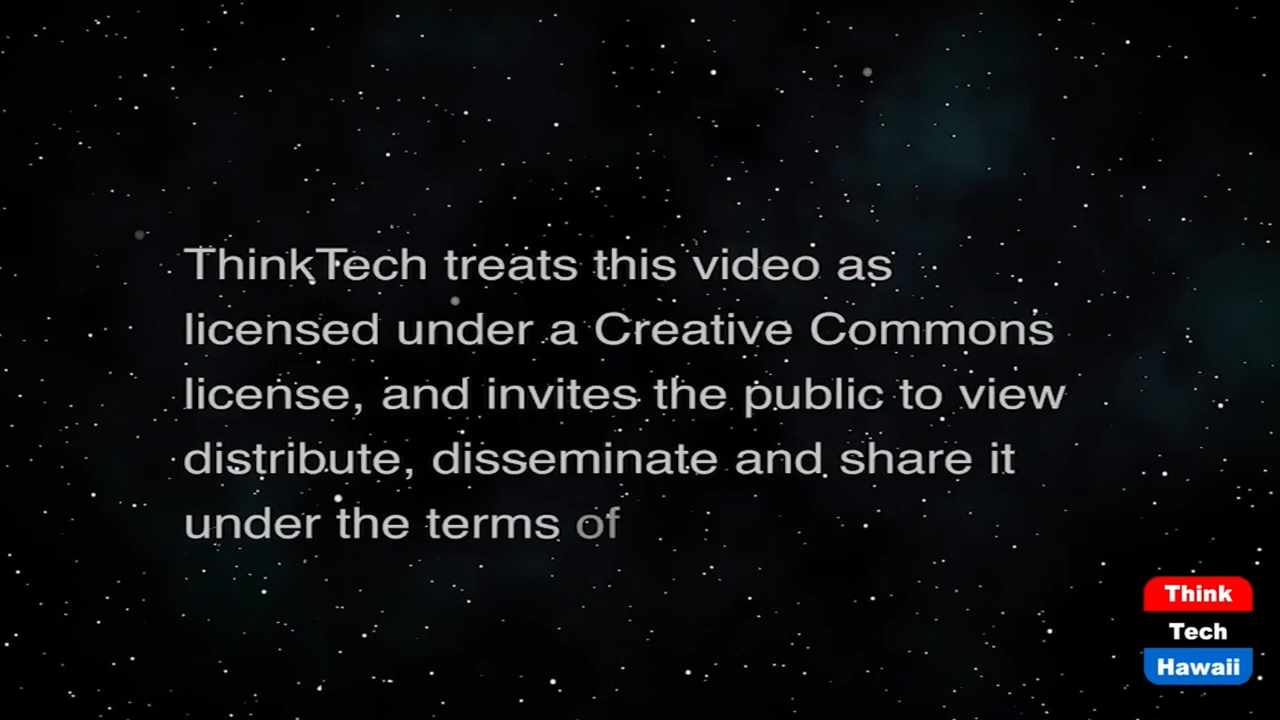 ThinkTech treats this video as
licensed under a Creative Commons
license, and invites the public to view
distribute, disseminate and share it
under the terms of
Think
Tech
Hawaii